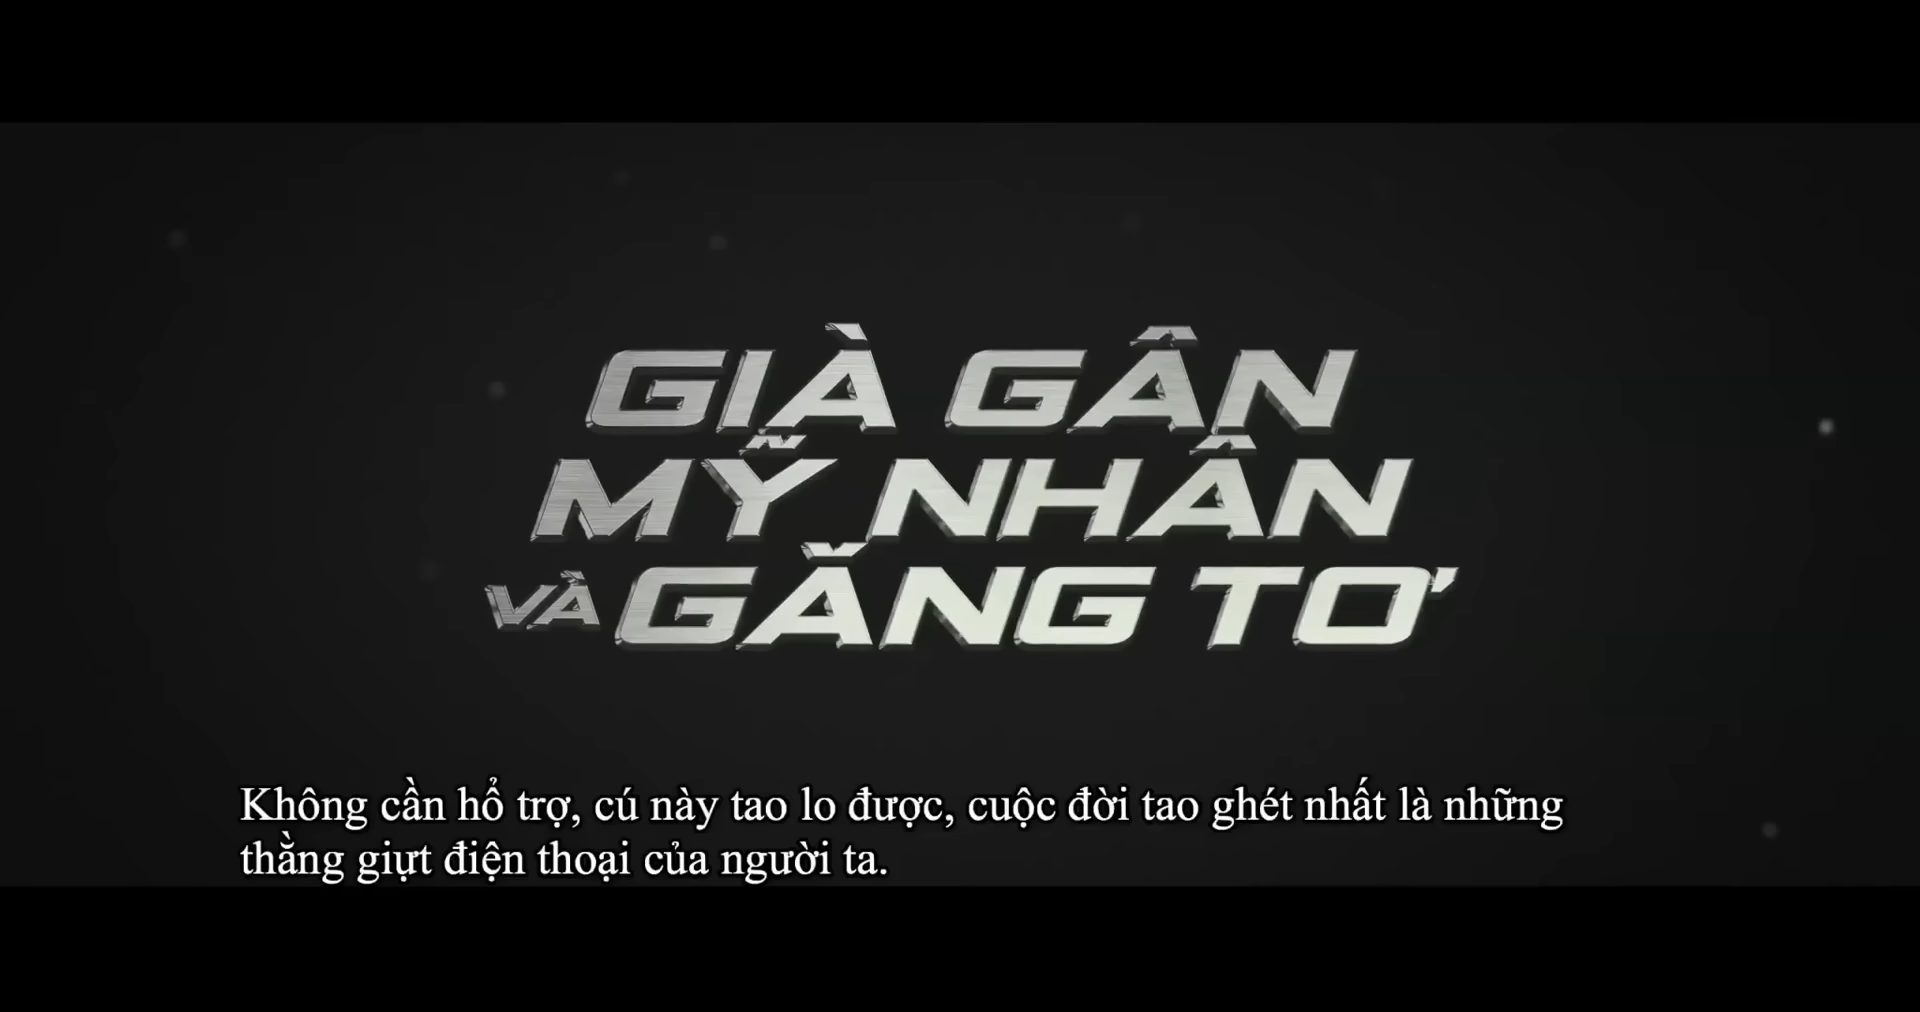 GIÀ GÂN
MỸ NHÂN
VÀ GĂNG TƠ
Không cần hổ trợ, cú này tao lo được, cuộc đời tao ghét nhất là những
thằng giựt điện thoại của người ta.